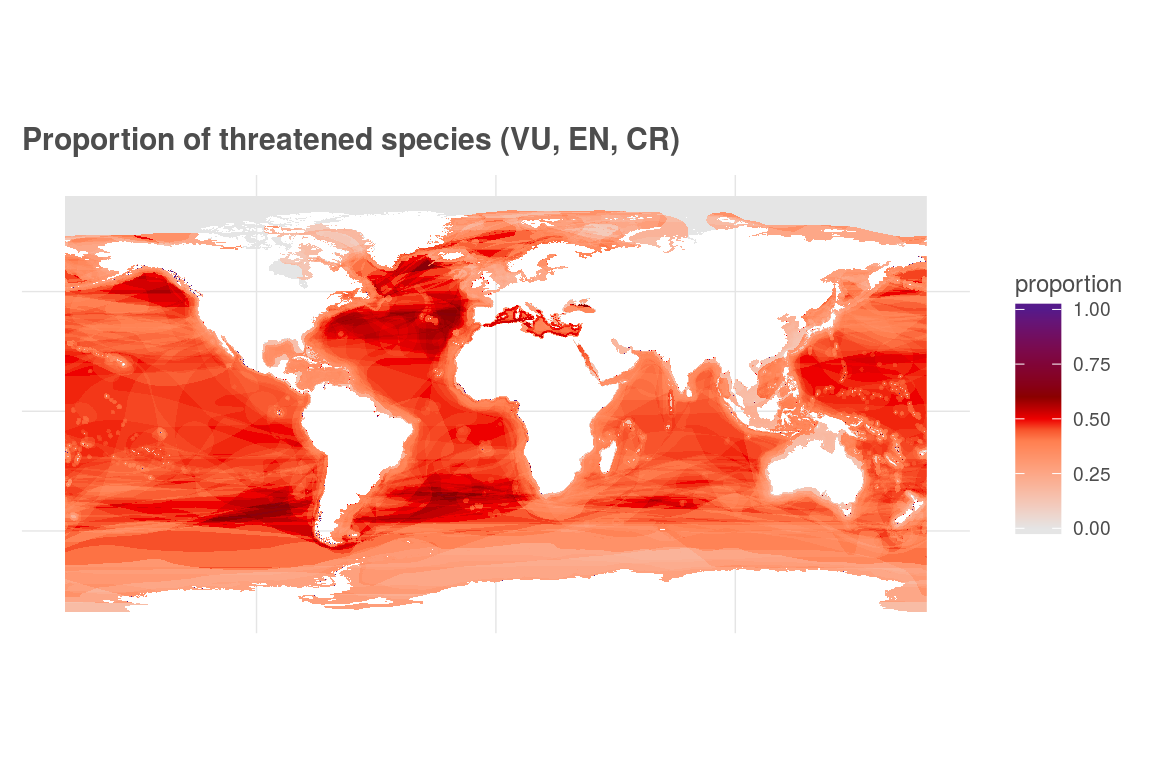 Proportion of threatened species (VU, EN, CR)
proportion
1.00
0.75
0.50
0.25
0.00